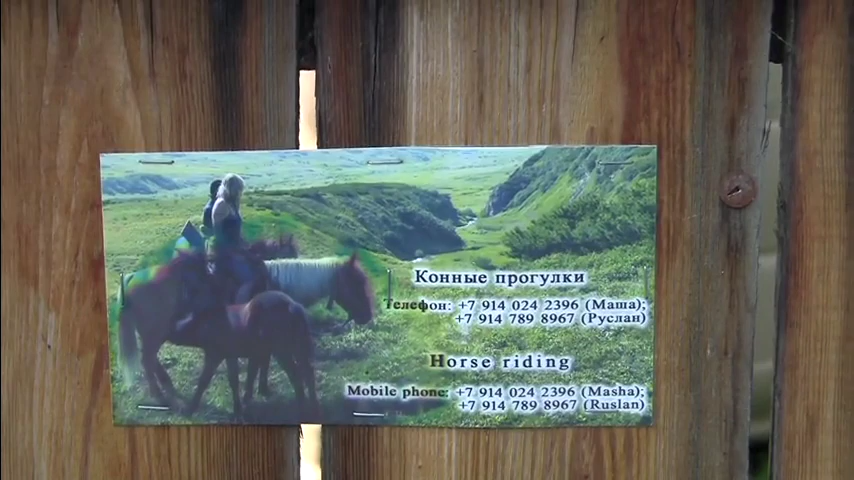 Конные прогулки
Телефон: +7 914 024 2396 (Маша);
+7 914 789 8967 (Руслан)
Horse riding
Mobile phone: +7 914 024 2396 (Masha);
+7 914 789 8967 (Ruslan)